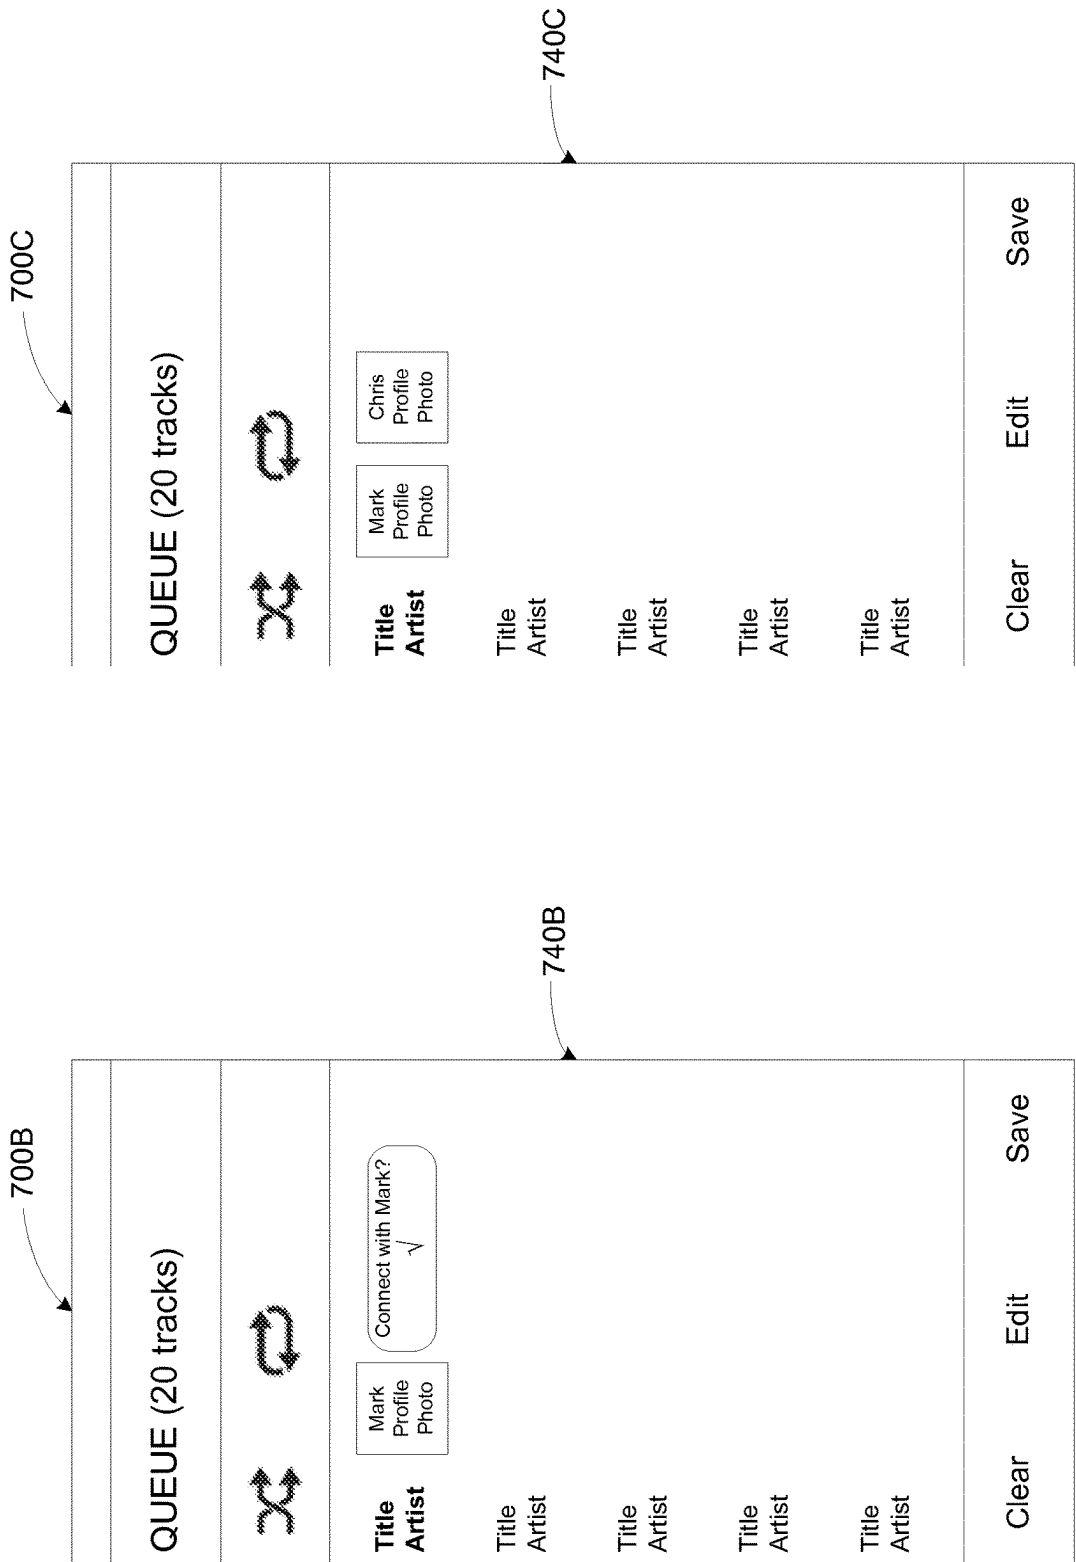 700B
QUEUE (20 tracks)
Title
Artist
Mark
Profile
Photo
Connect with Mark?
√
Title
Artist
Title
Artist
Title
Artist
Title
Artist
740B
Clear Edit Save
700C
QUEUE (20 tracks)
Title
Artist
Mark
Profile
Photo
Chris
Profile
Photo
Title
Artist
Title
Artist
Title
Artist
Title
Artist
740C
Clear Edit Save